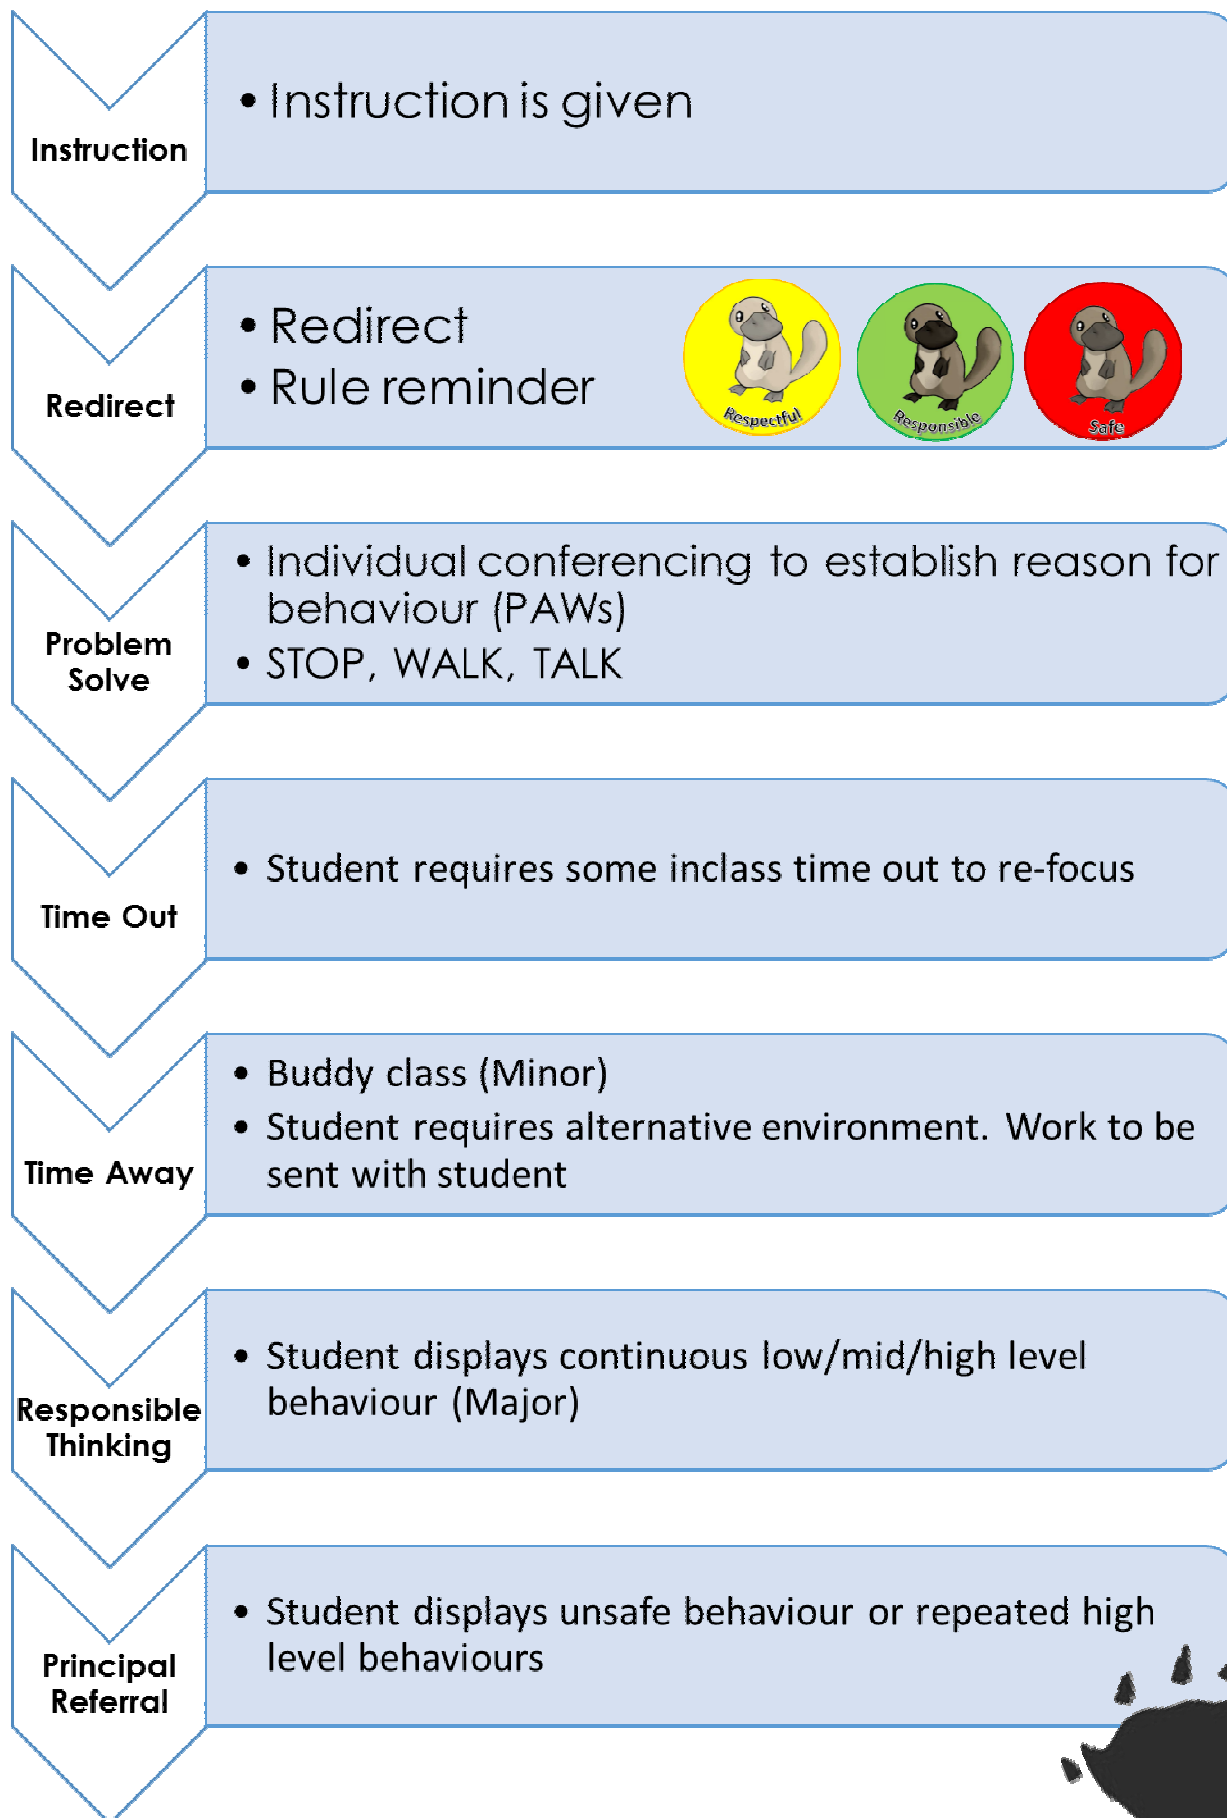 Instruction
• Instruction is given
Redirect
• Redirect
• Rule reminder
Respectful
Responsible
Safe
Problem
Solve
• Individual conferencing to establish reason for
behaviour (PAWs)
• STOP, WALK, TALK
Time Out
• Student requires some inclass time out to re-focus
Time Away
• Buddy class (Minor)
• Student requires alternative environment. Work to be
sent with student
Responsible
Thinking
• Student displays continuous low/mid/high level
behaviour (Major)
Principal
Referral
• Student displays unsafe behaviour or repeated high
level behaviours